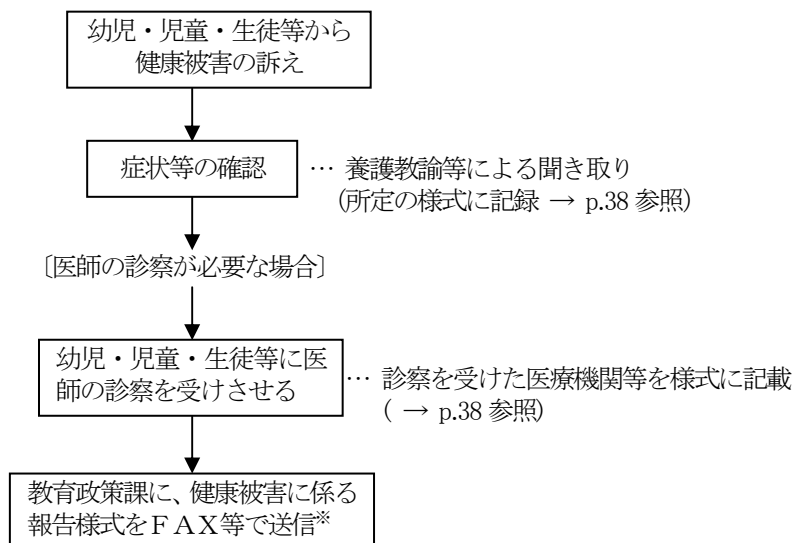 幼児・児童・生徒等から
健康被害の訴え
症状等の確認
… 養護教諭等による聞き取り
(所定の様式に記録 → p.38 参照)
〔医師の診察が必要な場合〕
幼児・児童・生徒等に医
師の診察を受けさせる
… 診察を受けた医療機関等を様式に記載
( → p.38 参照)
教育政策課に、健康被害に係る
報告様式をＦＡＸ等で送信※